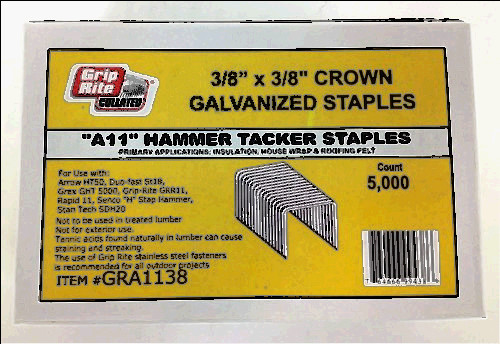 Grip Rite
COLLATED
3/8" x 3/8" CROWN
GALVANIZED STAPLES
"A11" HAMMER TACKER STAPLES
PRIMARY APPLICATIONS: INSULATION, HOUSE WRAP & ROOFING FELT
For Use with:
Arrow HT50, Duo-fast St18,
Grex GHT 5000, Grip-Rite GRR11,
Rapid 11, Senco "H" Stap Hammer,
Stan Tech SDH20
Not to be used in treated lumber
Not for exterior use.
Tannic acids found naturally in lumber can cause
staining and streaking.
The use of Grip Rite stainless steel fasteners
is recommended for all outdoor projects
ITEM #GRA1138
Count
5,000